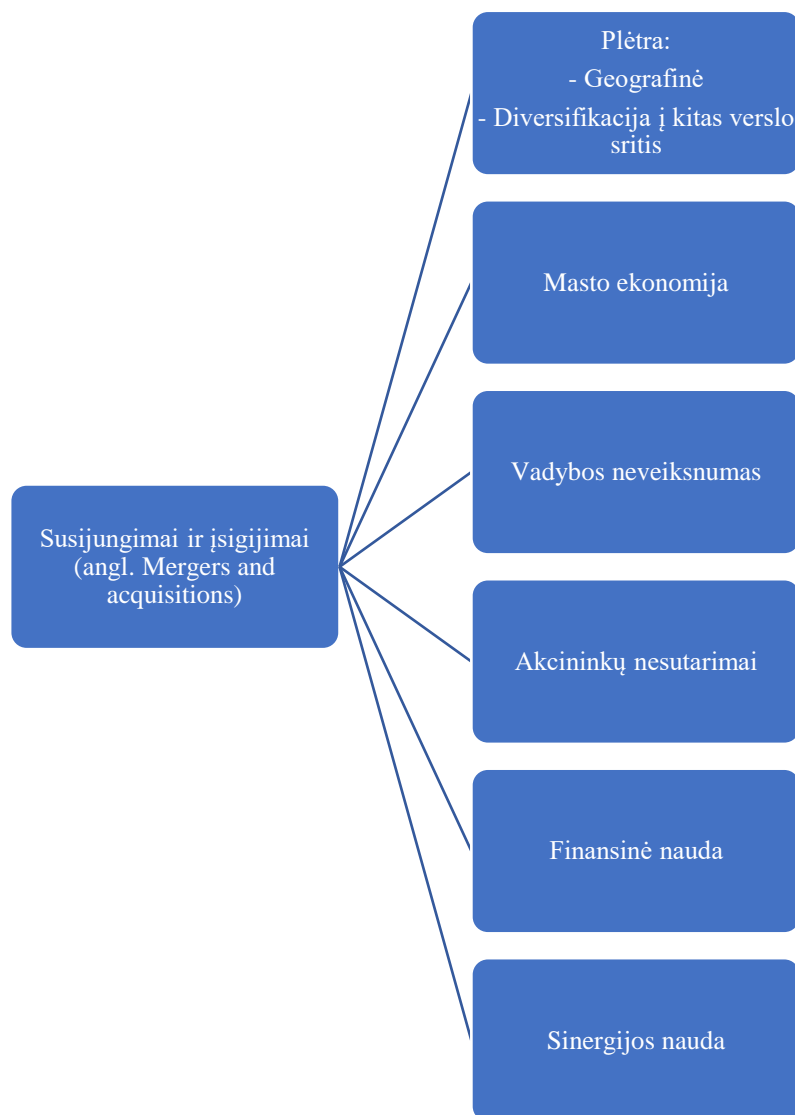 Plėtra:
- Geografinė
- Diversifikacija į kitas verslo
sritis
Masto ekonomija
Vadybos neveiksnumas
Susijungimai ir įsigijimai
(angl. Mergers and
acquisitions)
Akcininkų nesutarimai
Finansinė nauda
Sinergijos nauda